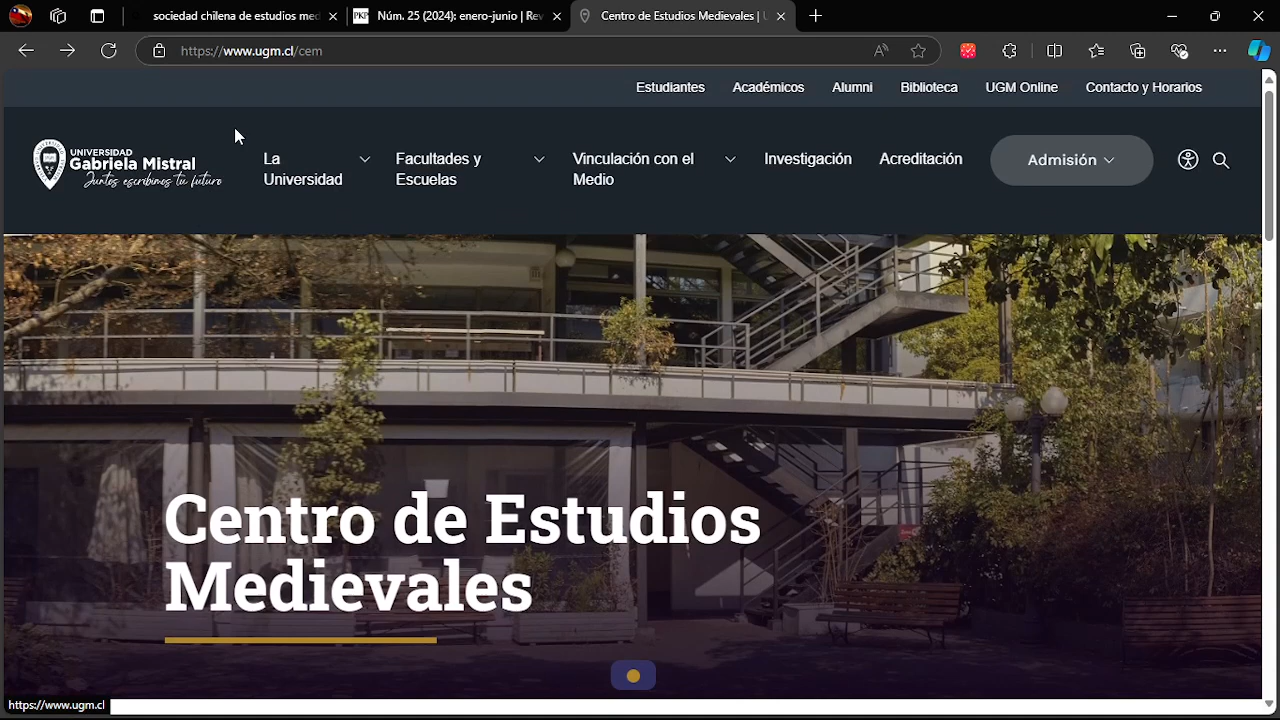 sociedad chilena de estudios med
Núm. 25 (2024): enero-junio | Rev
Centro de Estudios Medievales | U
https://www.ugm.cl/cem
Estudiantes Académicos Alumni Biblioteca UGM Online Contacto y Horarios
UNIVERSIDAD
Gabriela Mistral
Juntos escribimos tu futuro
La
Universidad
Facultades y
Escuelas
Vinculación con el
Medio
Investigación
Acreditación
Admisión
Centro de Estudios
Medievales
https://www.ugm.cl